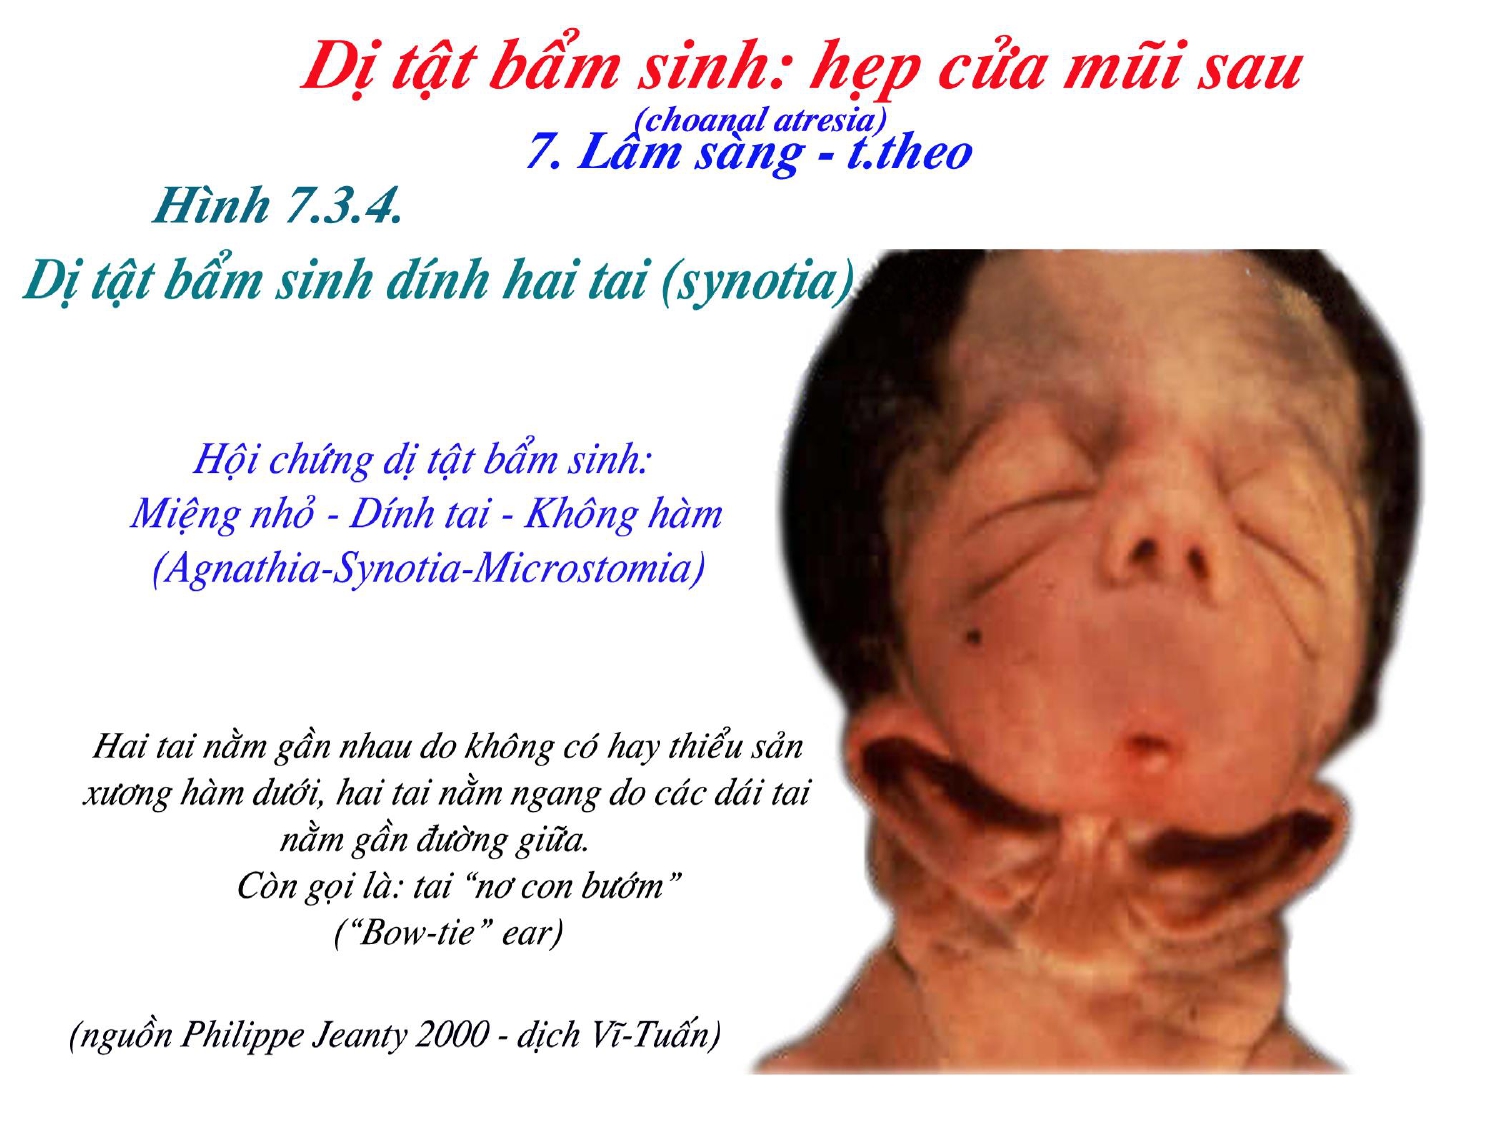 Dị tật bẩm sinh: hẹp cửa mũi sau
(choanal atresia)
7. Lâm sàng - t.theo
Hình 7.3.4.
Dị tật bẩm sinh dính hai tai (synotia)
Hội chứng dị tật bẩm sinh:
Miệng nhỏ - Dính tai - Không hàm
(Agnathia-Synotia-Microstomia)
Hai tai nằm gần nhau do không có hay thiểu sản
xương hàm dưới, hai tai nằm ngang do các dái tai
nằm gần đường giữa.
Còn gọi là: tai “nơ con bướm”
(“Bow-tie” ear)
(nguồn Philippe Jeanty 2000 - dịch Vĩ-Tuấn)